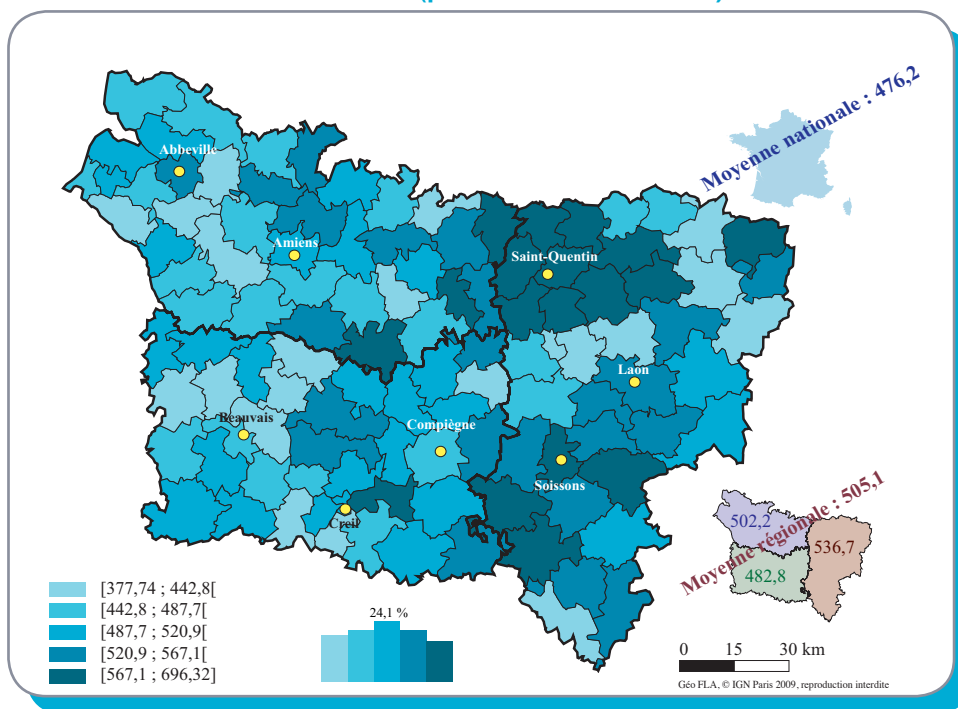 Moyenne nationale : 476,2
Abbeville
Amiens
Saint-Quentin
Laon
Beauvais
Compiègne
Soissons
Creil
Moyenne régionale : 505,1
502,2
536,7
482,8
[377,74 ; 442,8[
[442,8 ; 487,7[
[487,7 ; 520,9[
[520,9 ; 567,1[
[567,1 ; 696,32]
24,1 %
0 15 30 km
Géo FLA, © IGN Paris 2009, reproduction interdite